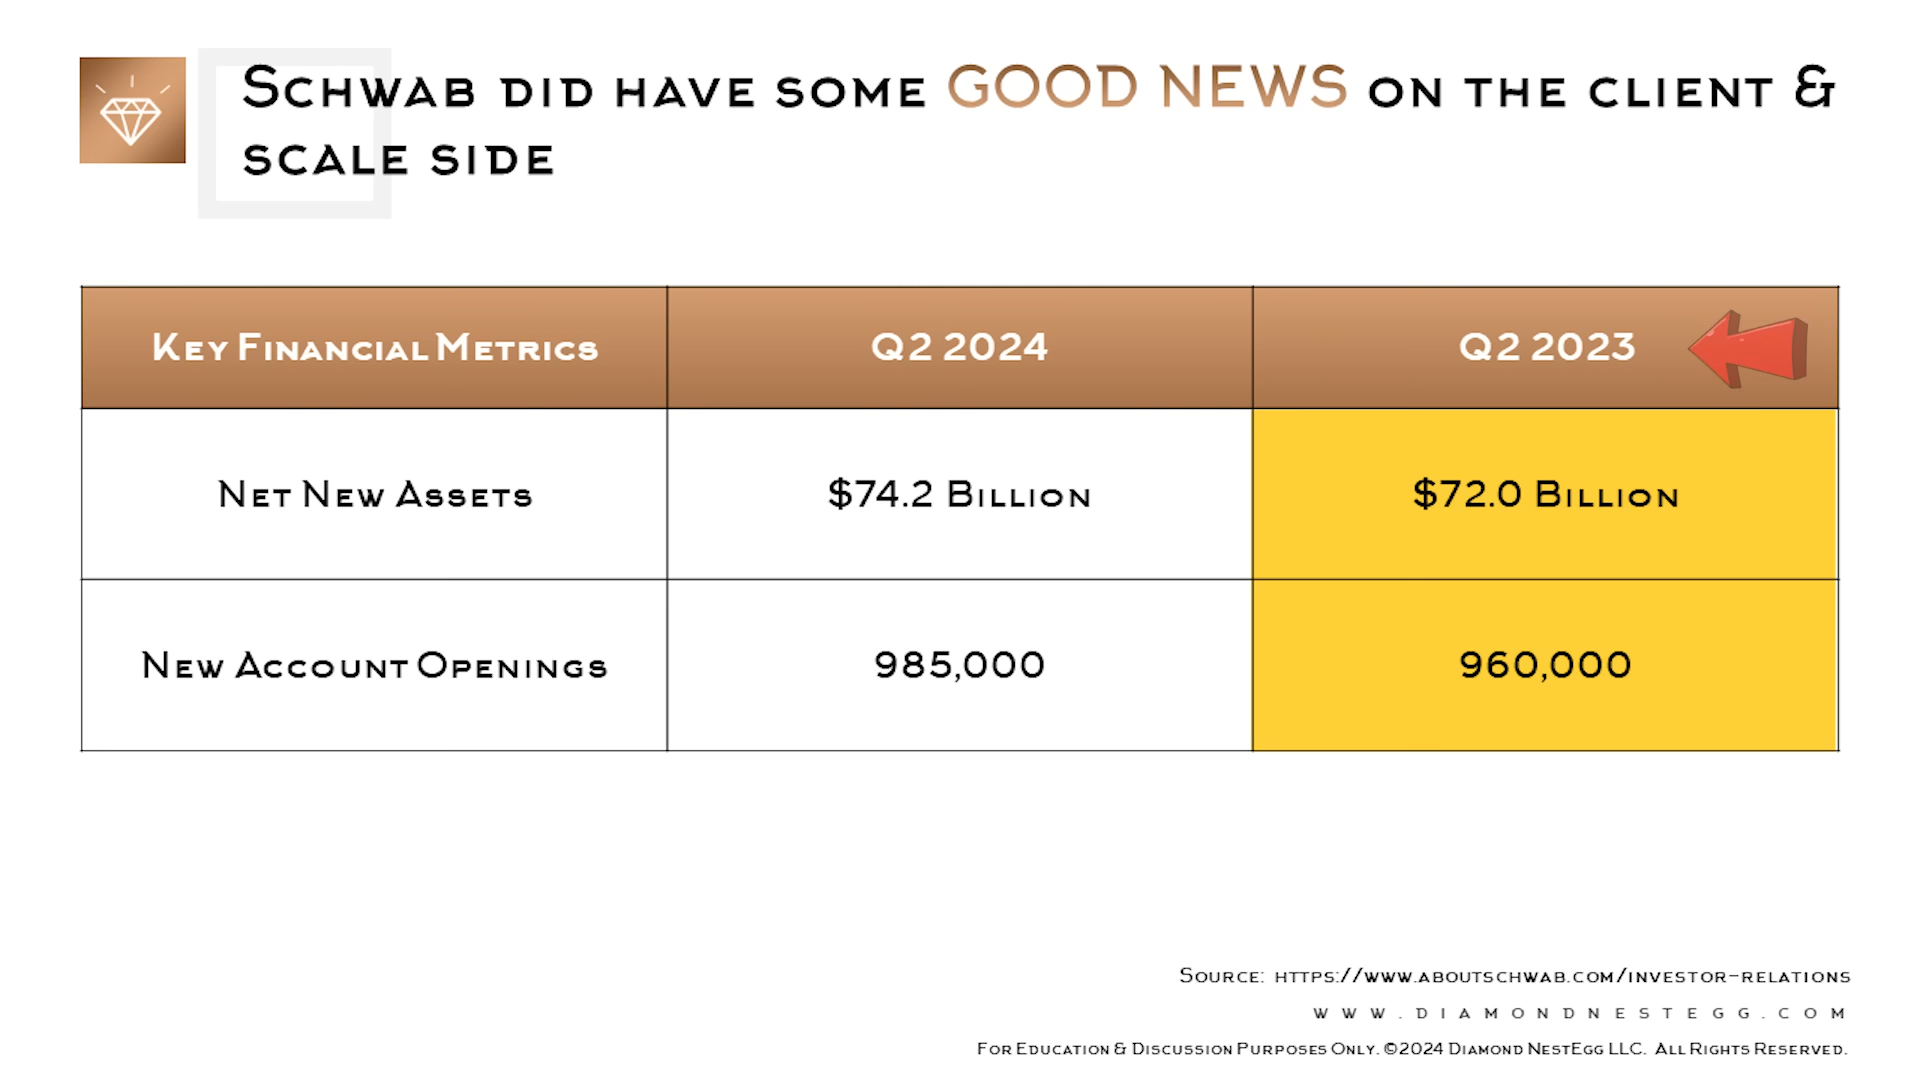 Schwab did have some GOOD NEWS on the client &
scale side
Key Financial Metrics
Q2 2024
Q2 2023
Net New Assets
$74.2 Billion
$72.0 Billion
New Account Openings
985,000
960,000
Source: https://www.aboutschwab.com/investor-relations
www.diamondnestegg.com
For Education & Discussion Purposes Only. ©2024 Diamond NestEgg LLC. All Rights Reserved.